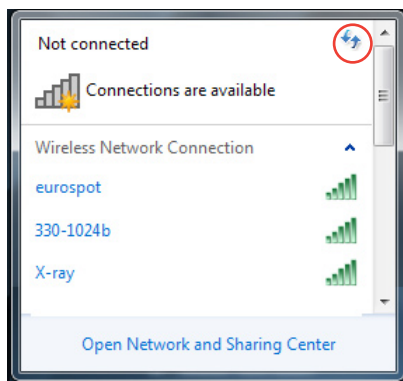 Not connected
Connections are available
Wireless Network Connection
eurospot
330-1024b
X-ray
Open Network and Sharing Center